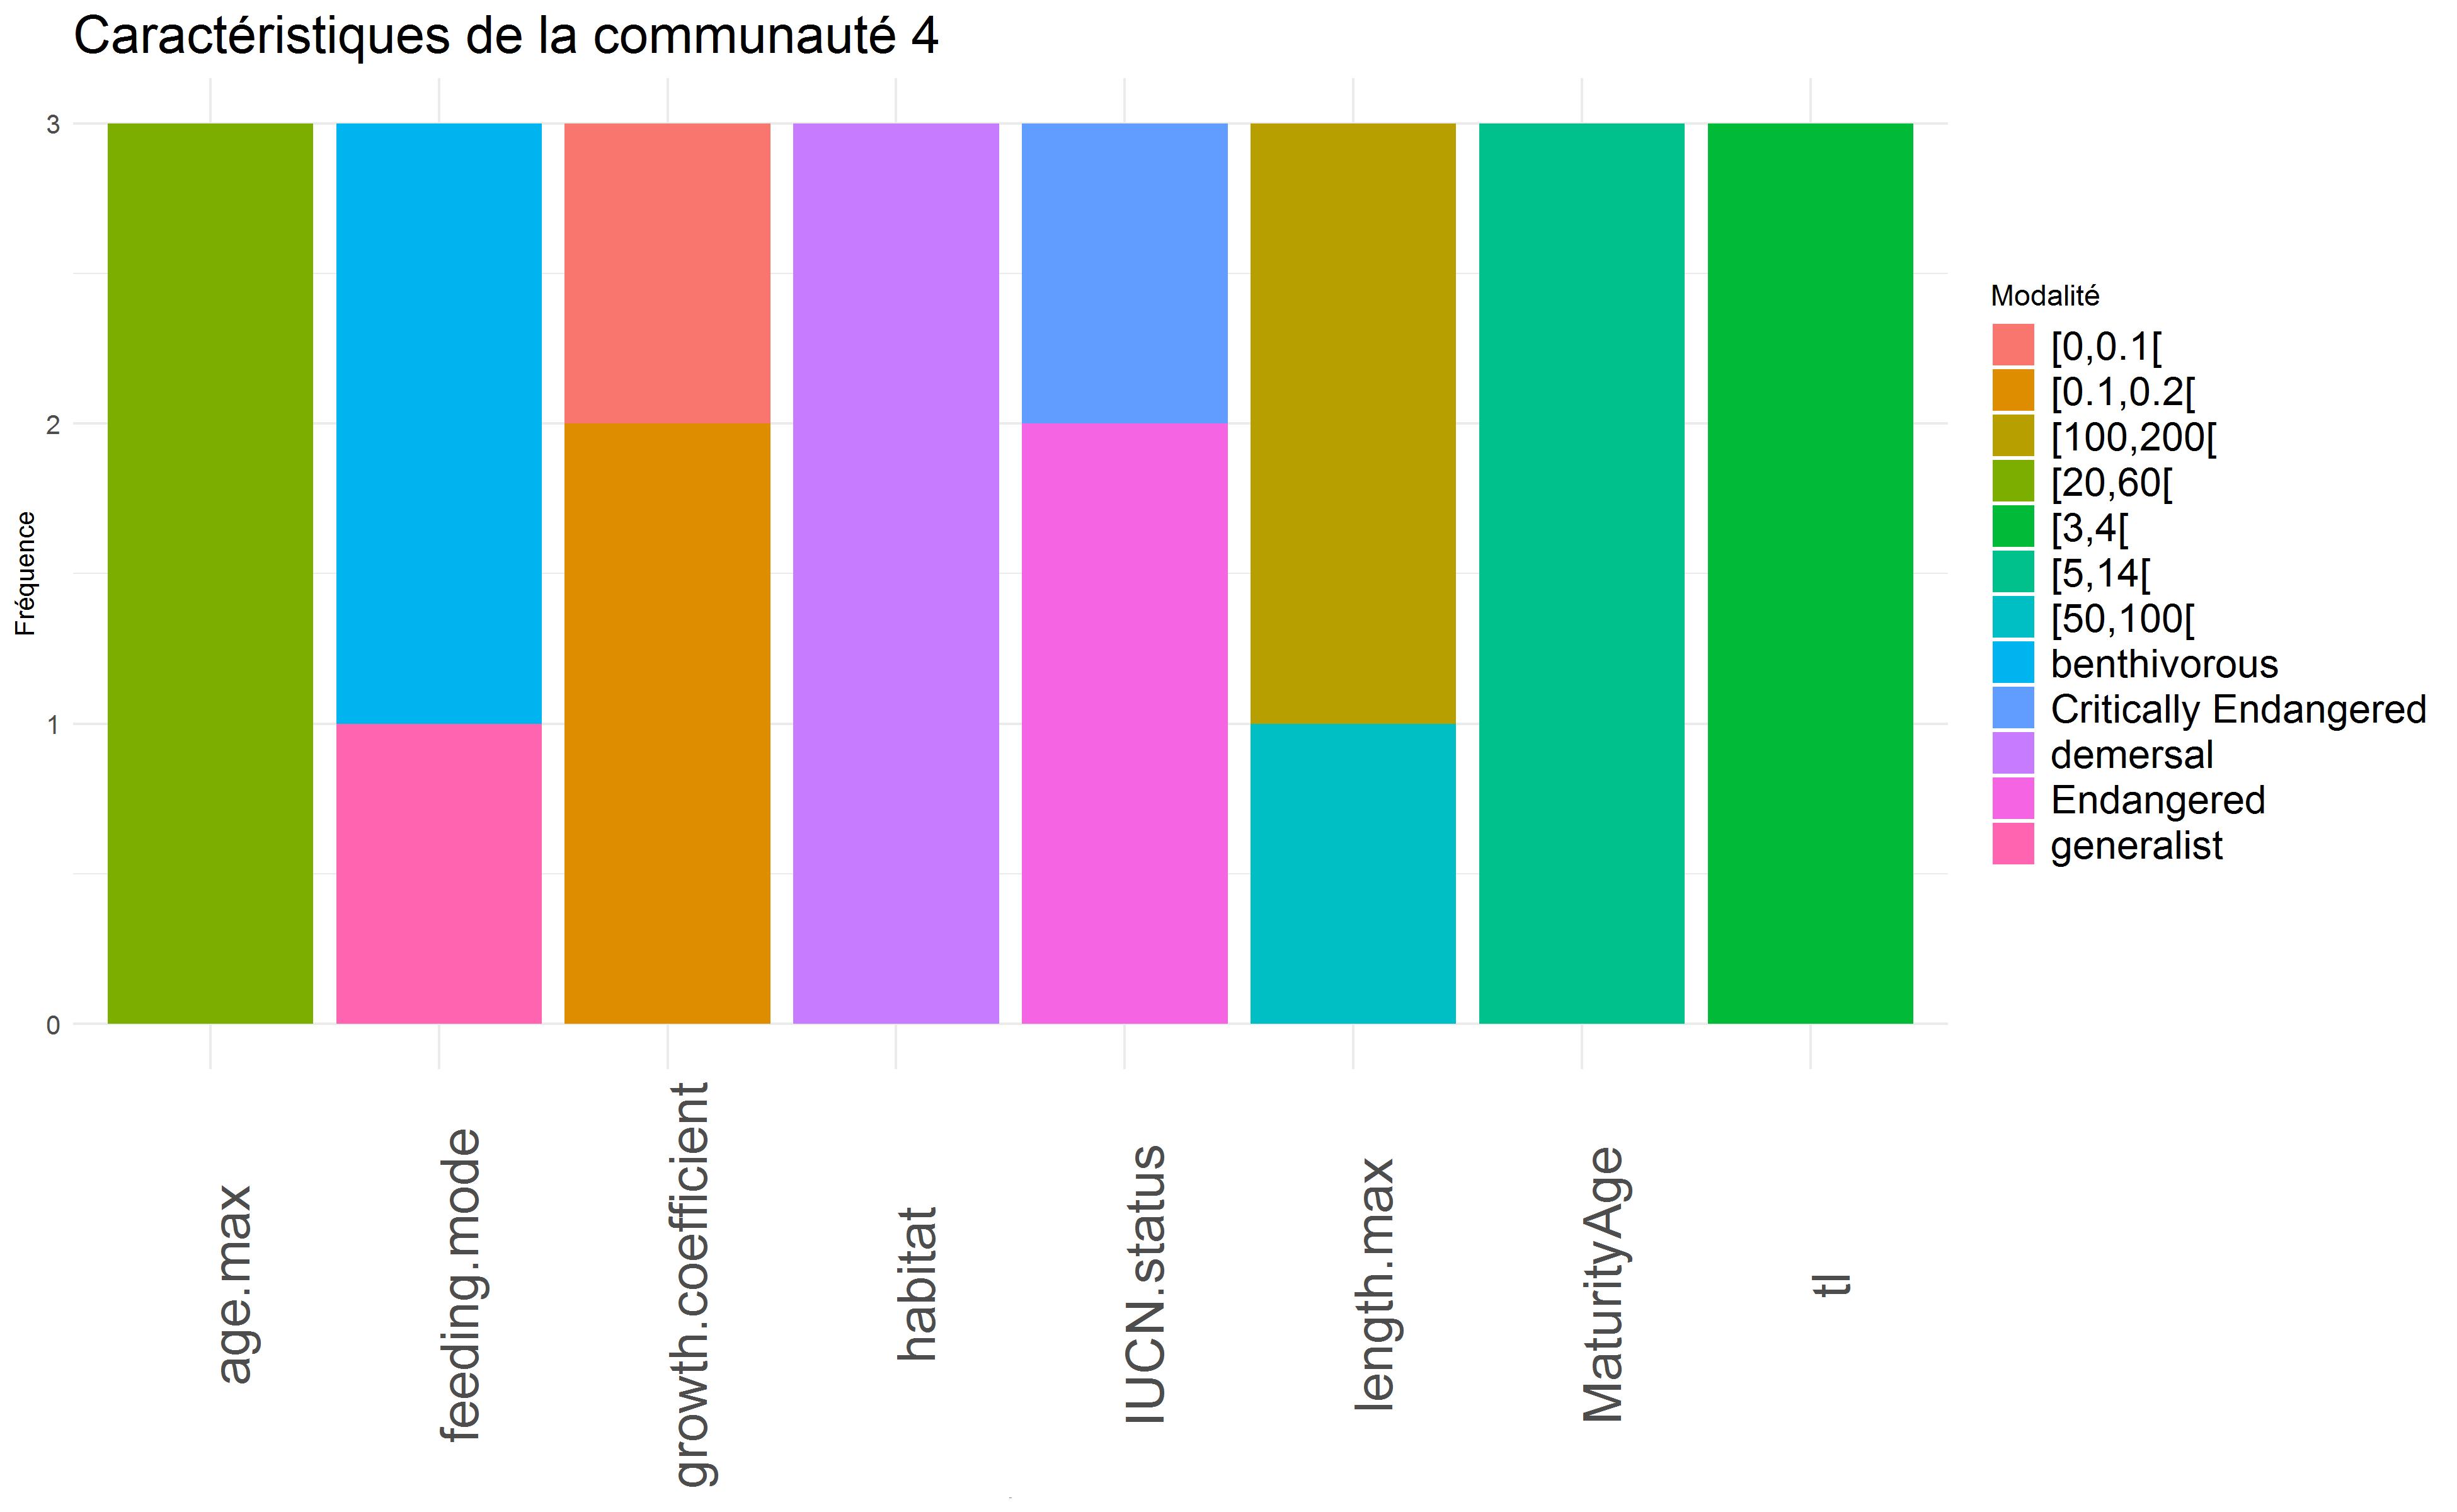 Caractéristiques de la communauté 4
Fréquence
3
2
1
0
age.max
feeding.mode
growth.coefficient
habitat
IUCN.status
length.max
MaturityAge
tl
Modalité
[0,0.1[
[0.1,0.2[
[100,200[
[20,60[
[3,4[
[5,14[
[50,100[
benthivorous
Critically Endangered
demersal
Endangered
generalist